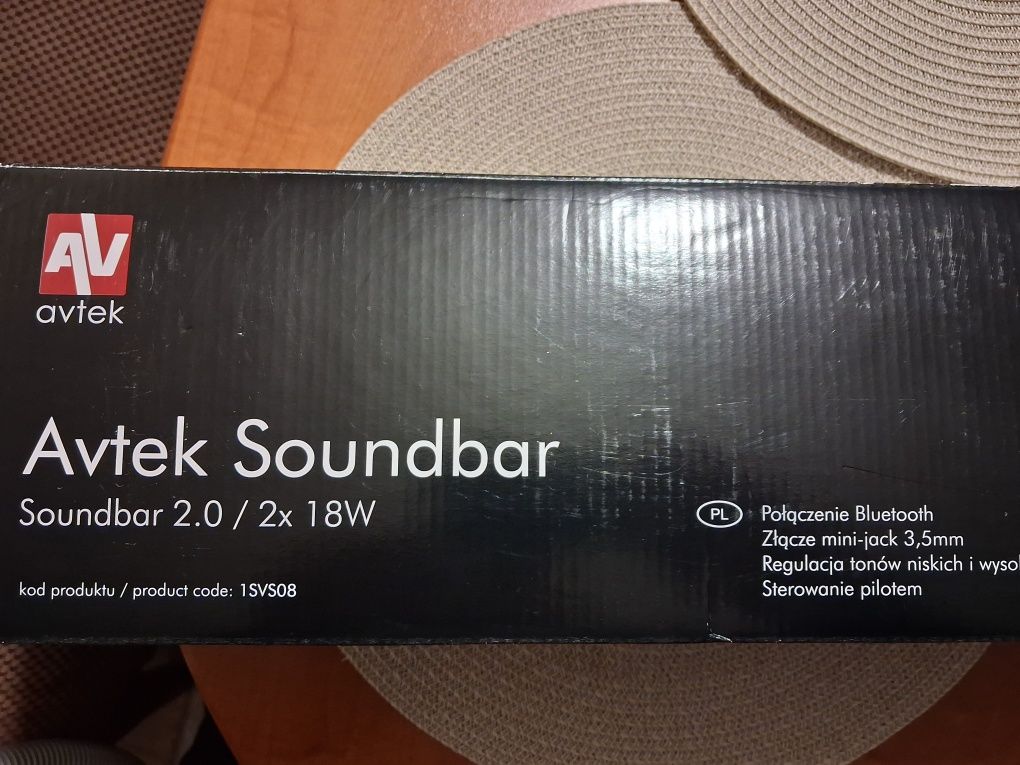 AV
avtek
Avtek Soundbar
Soundbar 2.0 / 2x 18W
kod produktu / product code: 1SVS08
PL
Połączenie Bluetooth
Złącze mini-jack 3,5mm
Regulacja tonów niskich i
Sterowanie pilotem